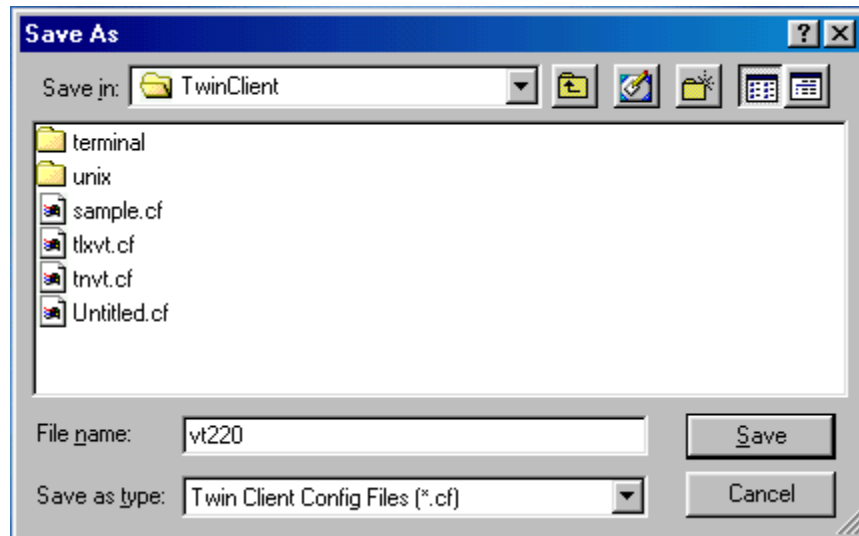 Save As
Save in: TwinClient
terminal
unix
sample.cf
tlxvt.cf
tnvt.cf
Untitled.cf
File name: vt220 Save
Save as type: Twin Client Config Files (*.cf) Cancel